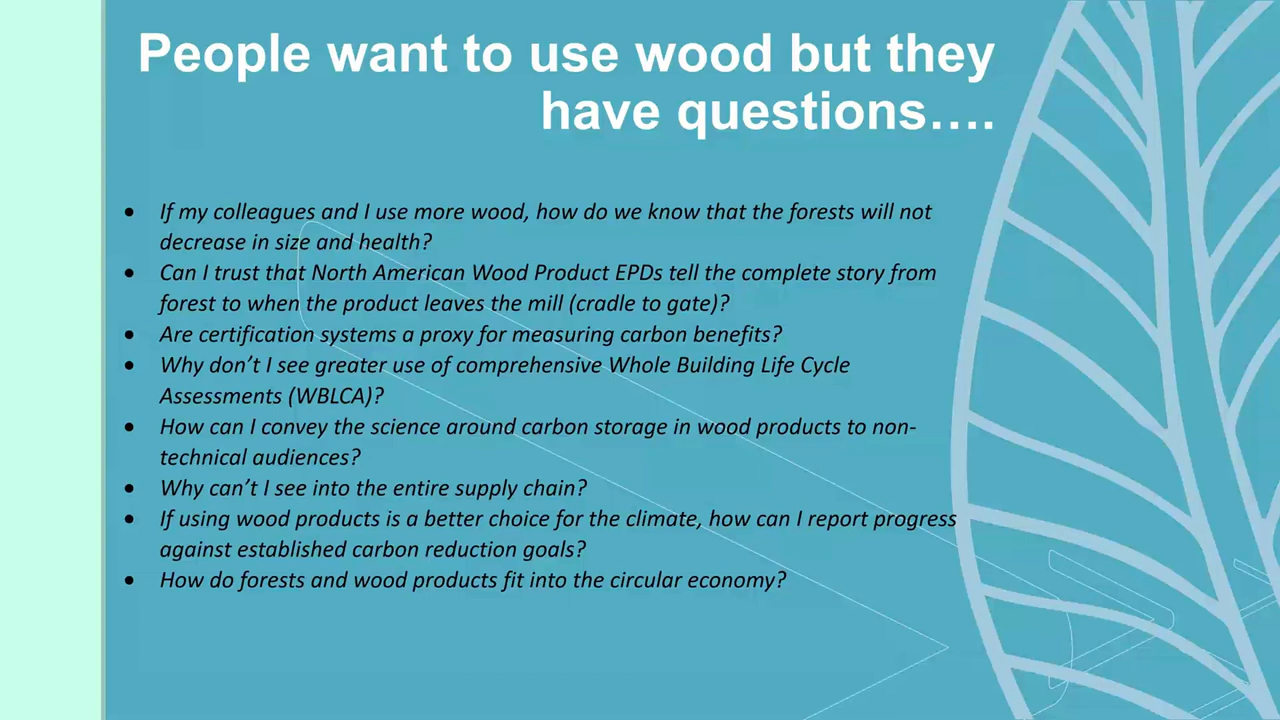 People want to use wood but they
have questions….
• If my colleagues and I use more wood, how do we know that the forests will not
decrease in size and health?
• Can I trust that North American Wood Product EPDs tell the complete story from
forest to when the product leaves the mill (cradle to gate)?
• Are certification systems a proxy for measuring carbon benefits?
• Why don’t I see greater use of comprehensive Whole Building Life Cycle
Assessments (WBLCA)?
• How can I convey the science around carbon storage in wood products to non-
technical audiences?
• Why can’t I see into the entire supply chain?
• If using wood products is a better choice for the climate, how can I report progress
against established carbon reduction goals?
• How do forests and wood products fit into the circular economy?